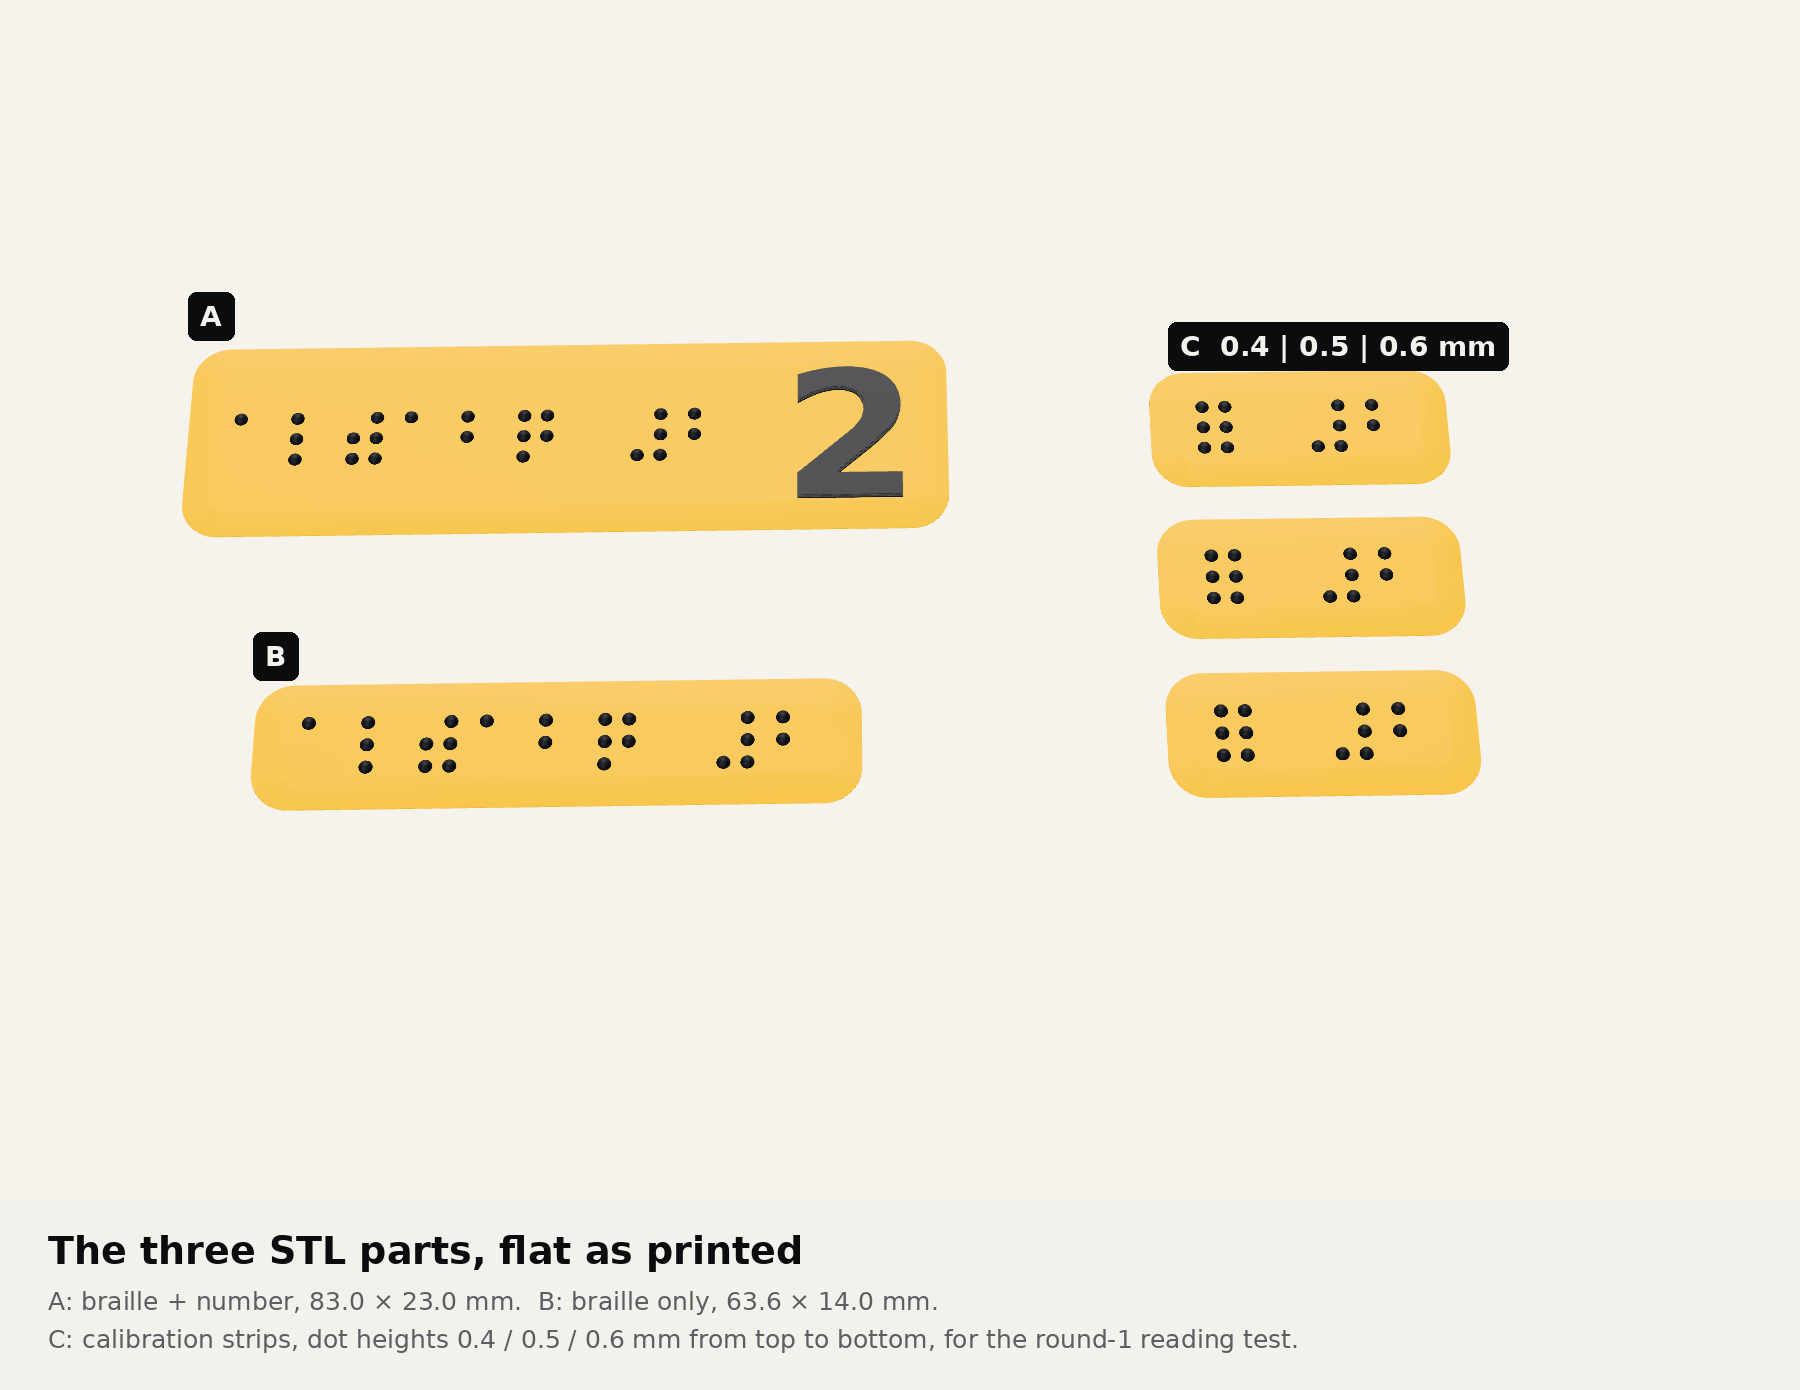 A
⠁⠇⠾⠁⠃⠟⠀⠼⠃ 2
B
⠁⠇⠾⠁⠃⠟⠀⠼⠃
C 0.4 | 0.5 | 0.6 mm
⠿⠀⠼⠃
⠿⠀⠼⠃
⠿⠀⠼⠃
The three STL parts, flat as printed
A: braille + number, 83.0 × 23.0 mm. B: braille only, 63.6 × 14.0 mm.
C: calibration strips, dot heights 0.4 / 0.5 / 0.6 mm from top to bottom, for the round-1 reading test.